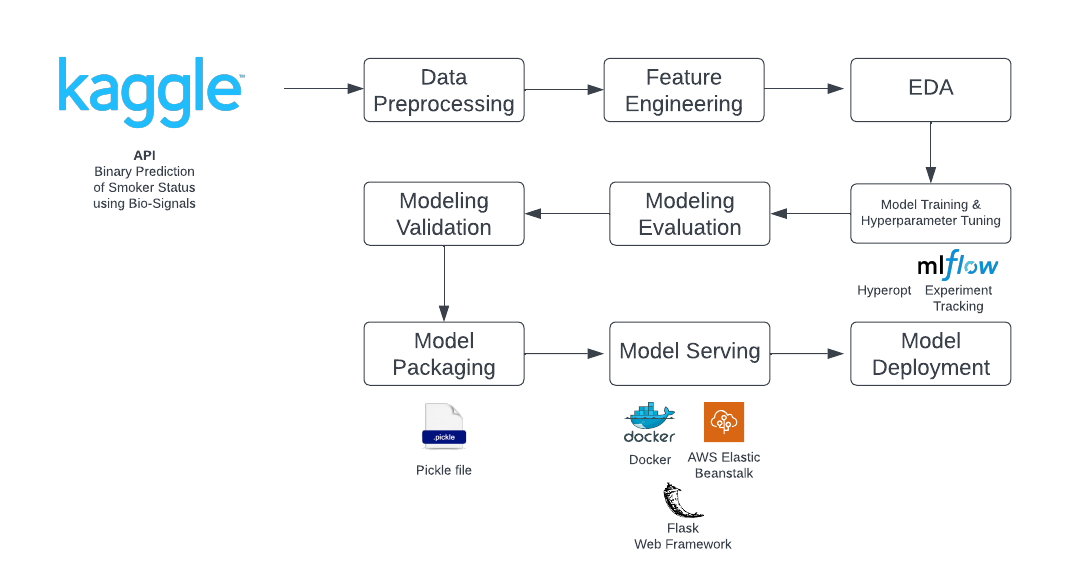 kaggle™
API
Binary Prediction
of Smoker Status
using Bio-Signals
Data
Preprocessing
Feature
Engineering
EDA
Modeling
Validation
Modeling
Evaluation
Model Training &
Hyperparameter Tuning
mlflow
Hyperopt
Experiment
Tracking
Model
Packaging
Model Serving
Model
Deployment
.pickle
Pickle file
docker
Docker
AWS Elastic
Beanstalk
Flask
Web Framework